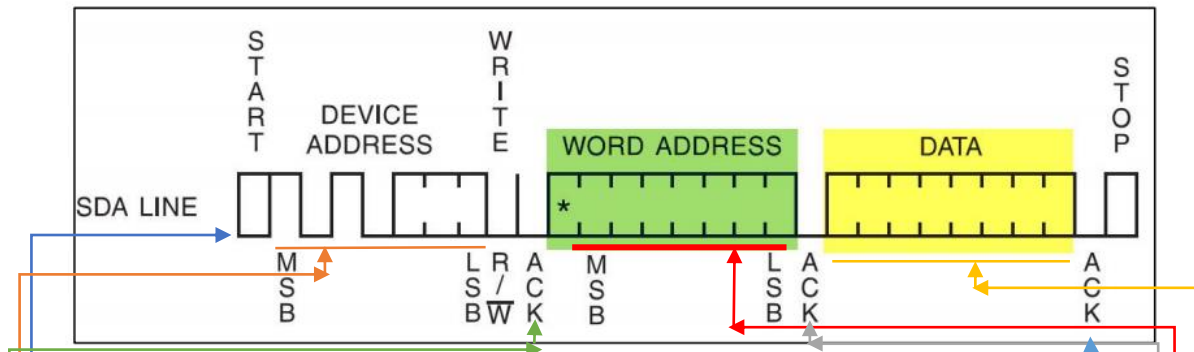 START
WRITE
STOP
DEVICE
ADDRESS
WORD ADDRESS
DATA
SDA LINE
*
MSB
LSB
R/W
ACK
MSB
LSB
ACK
ACK